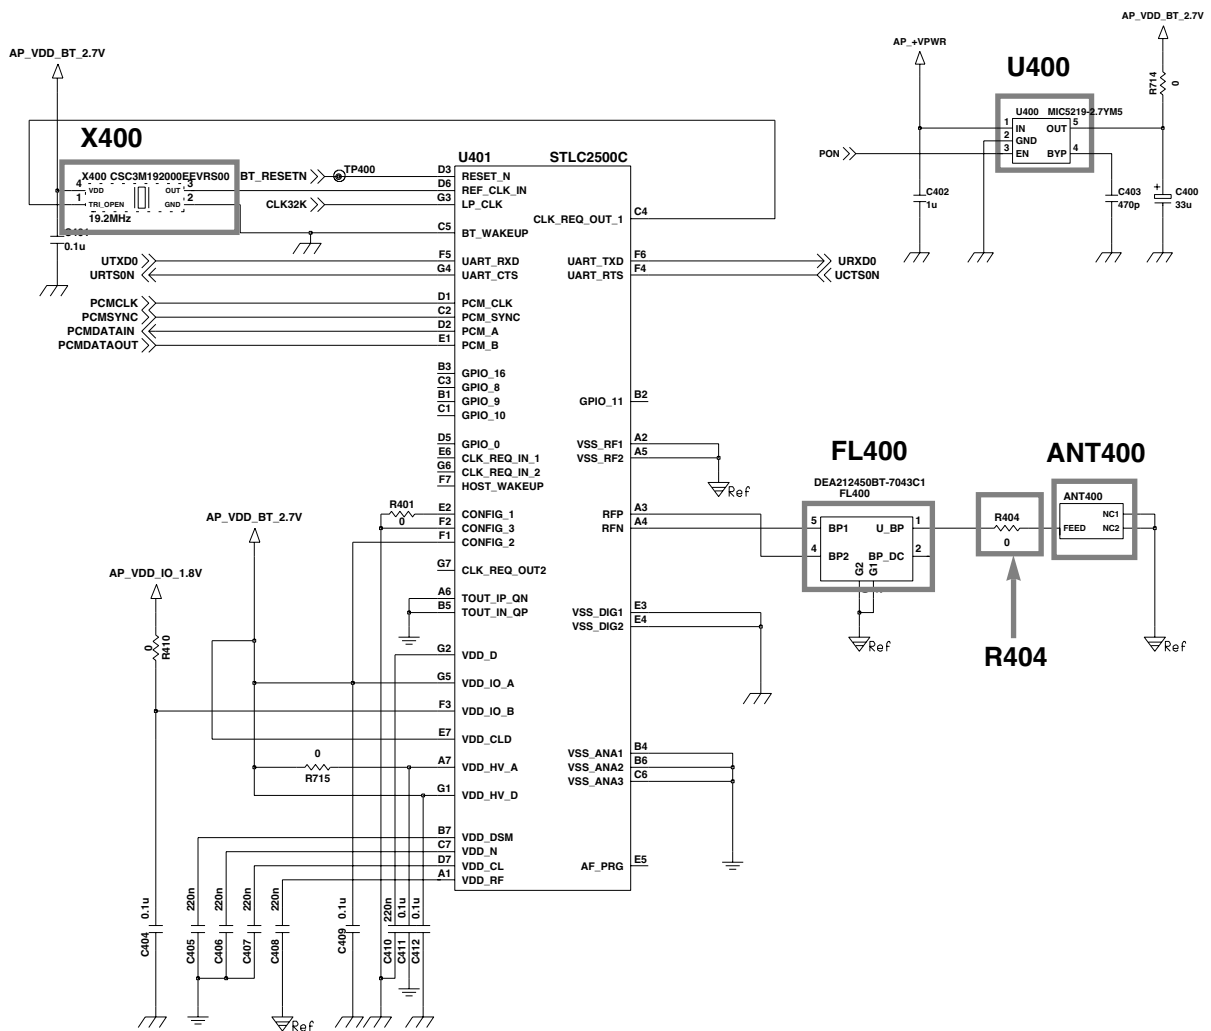 AP_VDD_BT_2.7V
AP_+VPWR
AP_VDD_BT_2.7V
U400
R714
0
U400 MIC5219-2.7YM5
1 IN OUT 5
2 GND
3 EN BYP 4
PON
C402
1u
C403
470p
+
C400
33u
X400
X400 CSC3M192000EEVRS00
4 VDD OUT 3
1 TRI_OPEN GND 2
19.2MHz
0.1u
BT_RESETN
TP400
CLK32K
U401 STLC2500C
D3 RESET_N
D6 REF_CLK_IN
G3 LP_CLK
CLK_REQ_OUT_1 C4
C5 BT_WAKEUP
UTXD0 F5 UART_RXD UART_TXD F6 URXD0
URTS0N G4 UART_CTS UART_RTS F4 UCTS0N
PCMCLK D1 PCM_CLK
PCMSYNC C2 PCM_SYNC
PCMDATAIN D2 PCM_A
PCMDATAOUT E1 PCM_B
B3 GPIO_16
C3 GPIO_8
B1 GPIO_9 GPIO_11 B2
C1 GPIO_10
D5 GPIO_0 VSS_RF1 A2
E6 CLK_REQ_IN_1 VSS_RF2 A5
G6 CLK_REQ_IN_2
F7 HOST_WAKEUP
Ref
FL400
ANT400
DEA212450BT-7043C1
FL400
ANT400
R401
0
E2 CONFIG_1 RFP A3
F2 CONFIG_3 RFN A4
F1 CONFIG_2
5 BP1 U_BP 1
4 BP2 BP_DC 2
G2
G1
R404
0
FEED
NC1 1
NC2 2
AP_VDD_BT_2.7V
G7 CLK_REQ_OUT2
AP_VDD_IO_1.8V
A6 TOUT_IP_QN
B5 TOUT_IN_QP
VSS_DIG1 E3
VSS_DIG2 E4
Ref
Ref
R404
0
R410
G2 VDD_D
G5 VDD_IO_A
F3 VDD_IO_B
E7 VDD_CLD
0
R715
A7 VDD_HV_A
G1 VDD_HV_D
VSS_ANA1 B4
VSS_ANA2 B6
VSS_ANA3 C6
B7 VDD_DSM
C7 VDD_N
D7 VDD_CL
A1 VDD_RF
AF_PRG E5
0.1u
C404
220n
C405
220n
C406
220n
C407
220n
C408
0.1u
C409
220n
C410
0.1u
C411
0.1u
C412
Ref